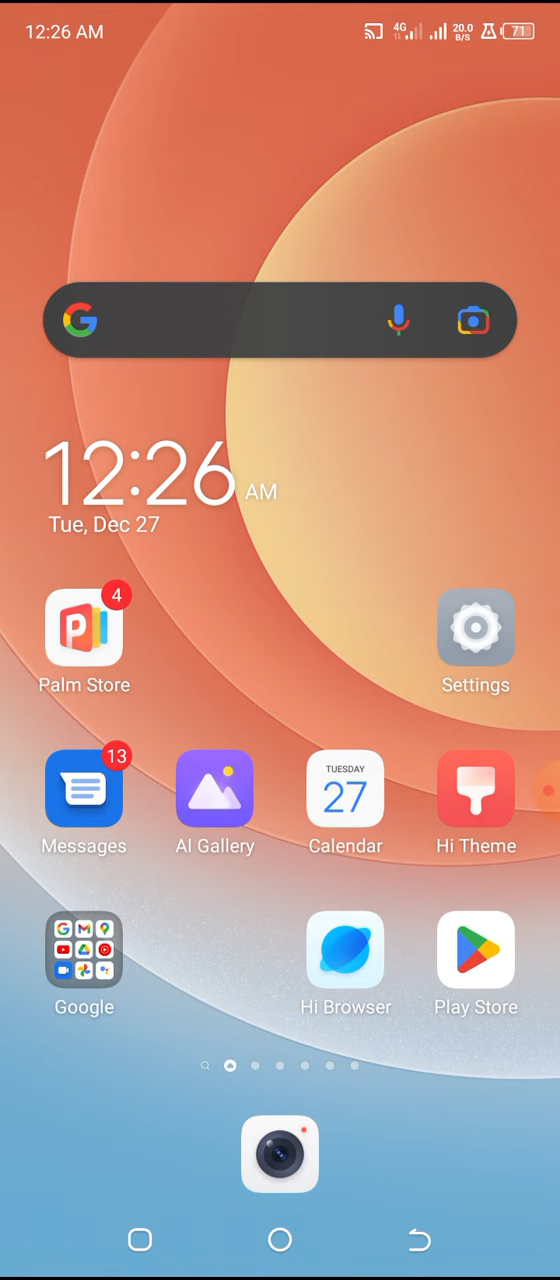 12:26 AM
4G
20.0
B/S
71
12:26 AM
Tue, Dec 27
4
Palm Store
Settings
13
Messages
AI Gallery
TUESDAY
27
Calendar
Hi Theme
Google
Hi Browser
Play Store